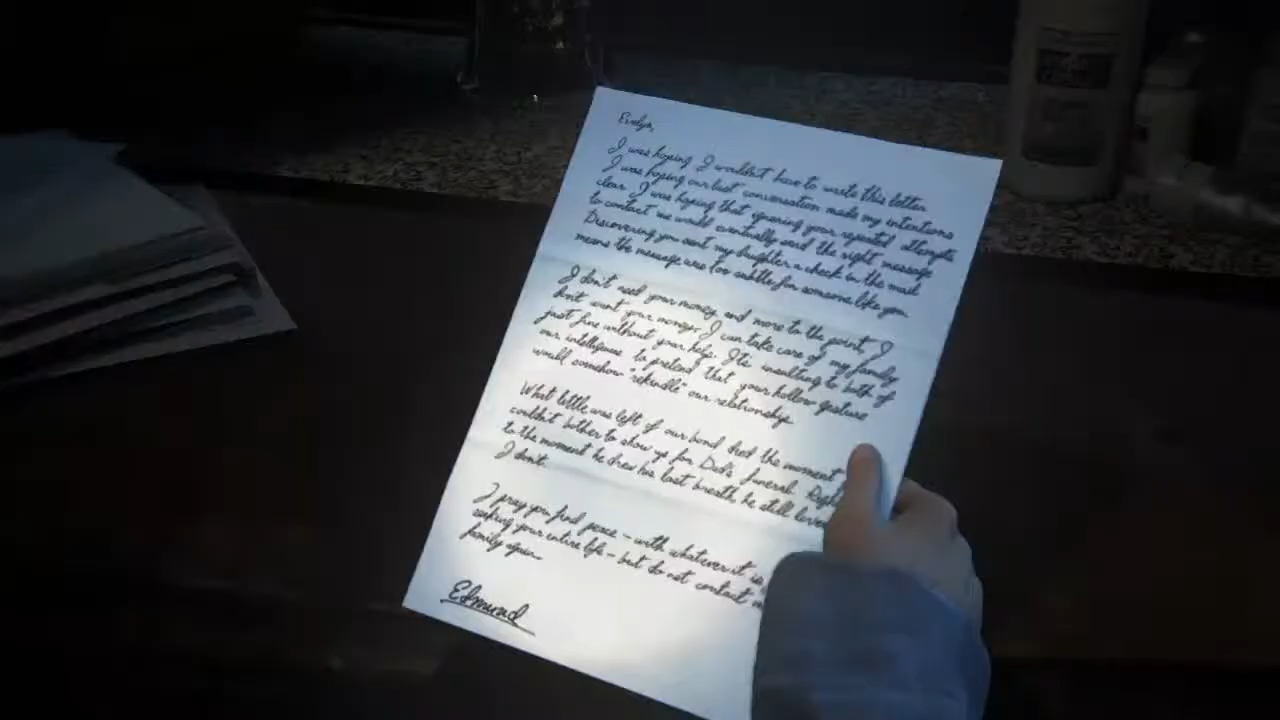 Evelyn,
I was hoping I wouldn't have to write this letter.
I was hoping our last conversation made my intentions
clear. I was hoping that ignoring your repeated attempts
to contact us would eventually send the right message.
Discovering you sent my daughter a check in the mail
means the message was too subtle for someone like you.
I don't need your money, and more to the point, I
don't want your money. I can take care of my family
just fine without your help. It's insulting to both of
our intelligence to pretend that your hollow gesture
would somehow "rekindle" our relationship.
What little was left of our bond died the moment
couldn't bother to show up for Dad's funeral. Right
to the moment he drew his last breath, he still loved
I don't.
I pray you find peace - with whatever it is
seeking your entire life - but do not contact
family again.
Edmund